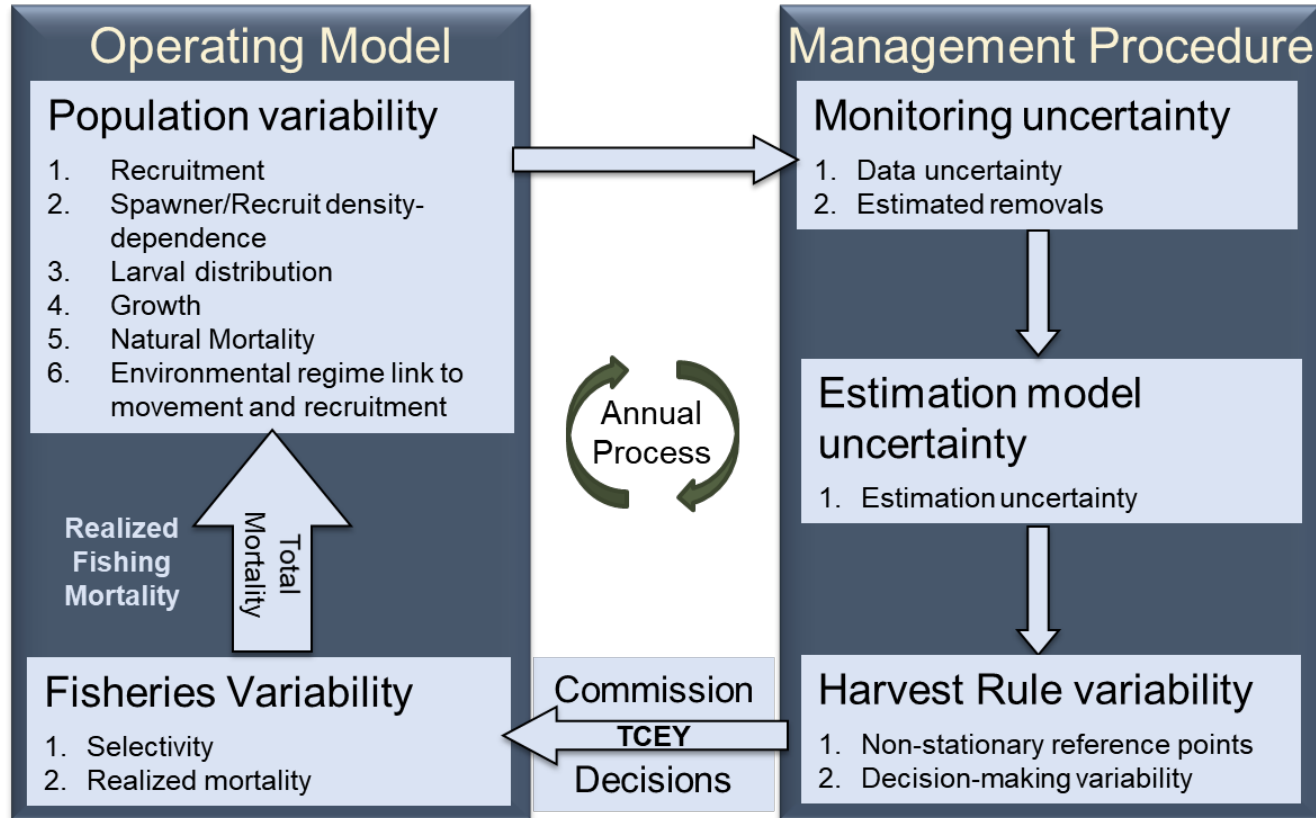 Operating Model
Population variability
1. Recruitment
2. Spawner/Recruit density-
dependence
3. Larval distribution
4. Growth
5. Natural Mortality
6. Environmental regime link to
movement and recruitment
Realized
Fishing
Mortality
Total
Mortality
Fisheries Variability
1. Selectivity
2. Realized mortality
Annual
Process
Commission
TCEY
Decisions
Management Procedure
Monitoring uncertainty
1. Data uncertainty
2. Estimated removals
Estimation model
uncertainty
1. Estimation uncertainty
Harvest Rule variability
1. Non-stationary reference points
2. Decision-making variability